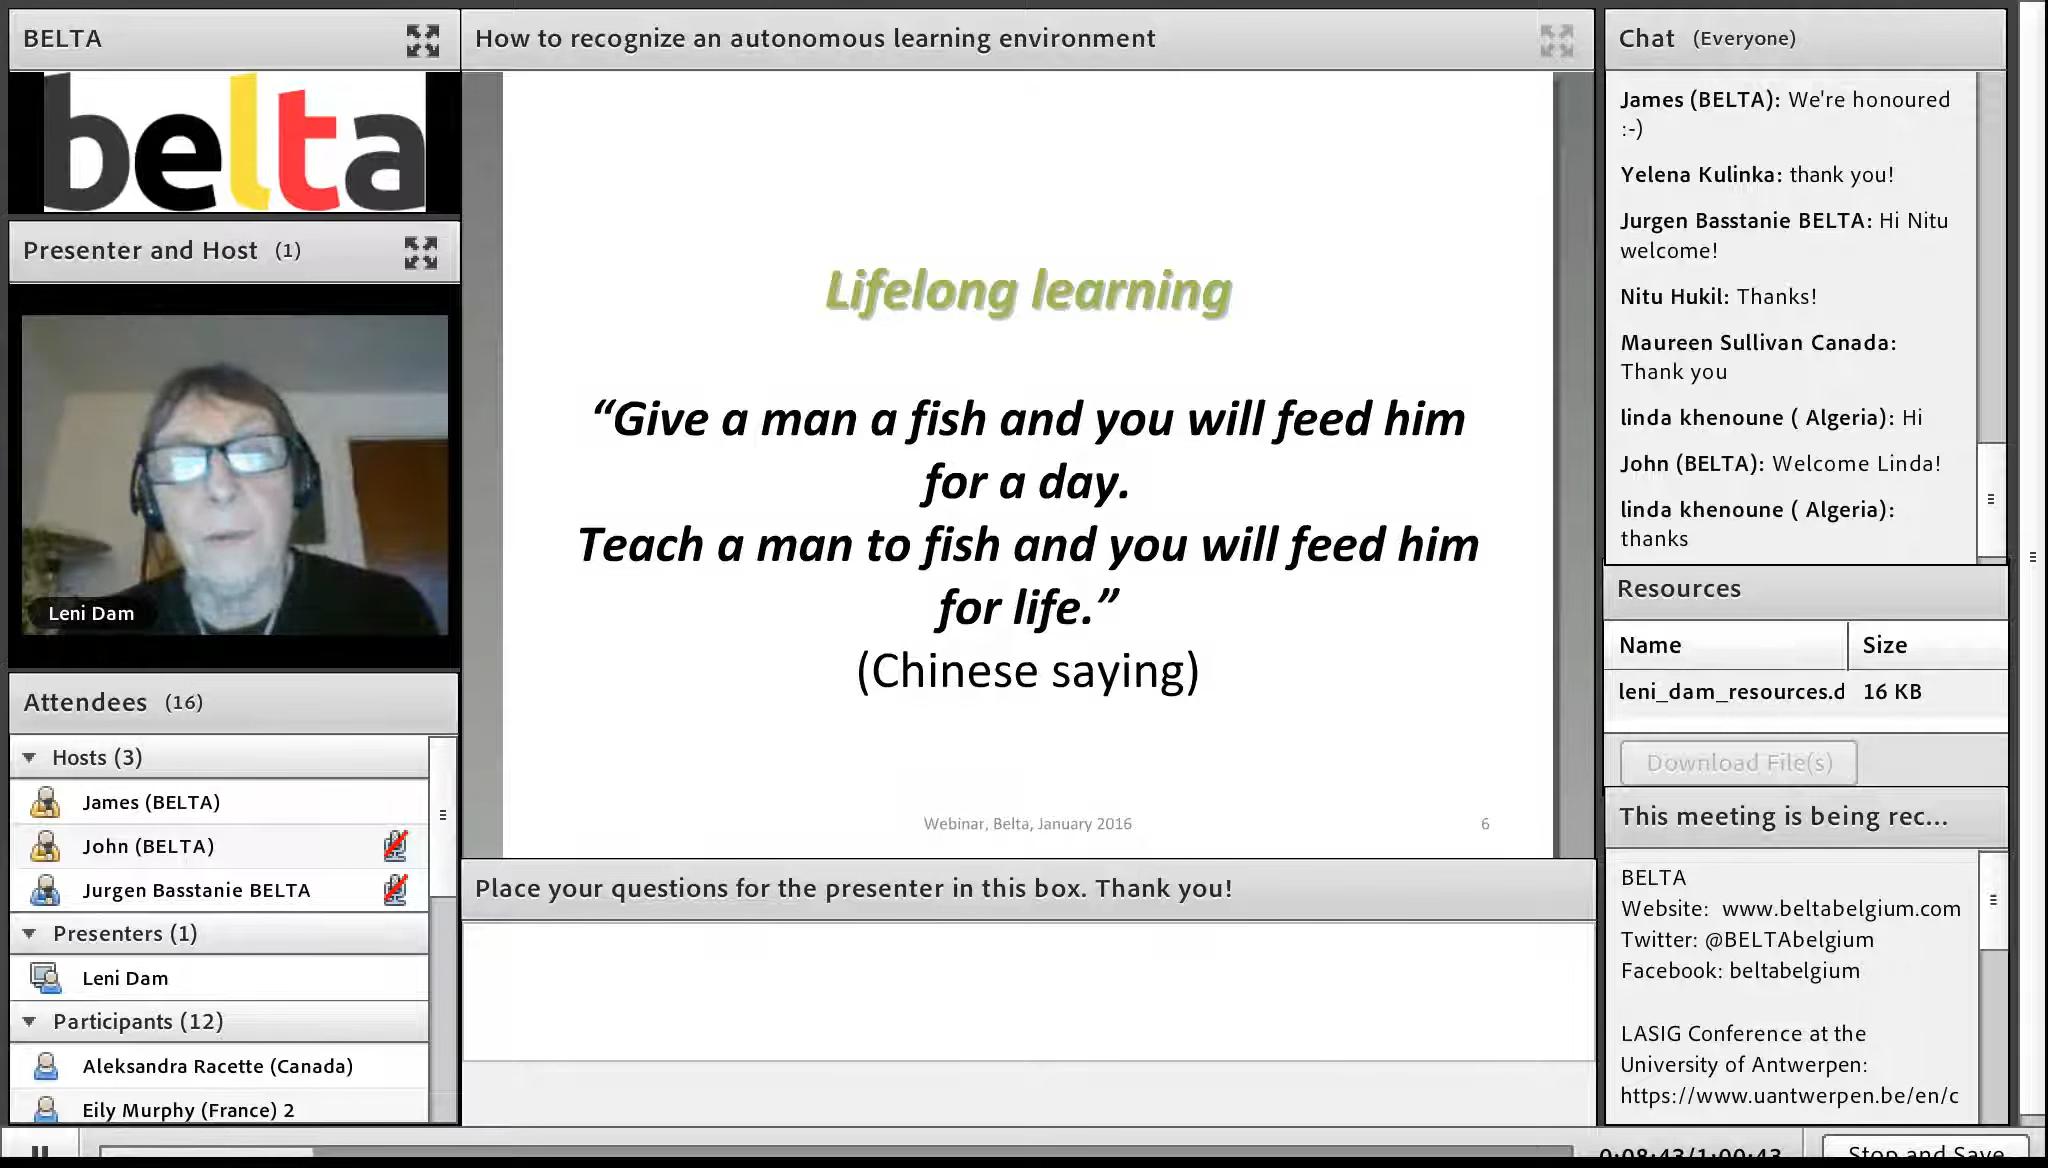 BELTA
belta
Presenter and Host (1)
Leni Dam
Attendees (16)
Hosts (3)
James (BELTA)
John (BELTA)
Jurgen Basstanie BELTA
Presenters (1)
Leni Dam
Participants (12)
Aleksandra Racette (Canada)
Eily Murphy (France) 2
How to recognize an autonomous learning environment
Lifelong learning
“Give a man a fish and you will feed him
for a day.
Teach a man to fish and you will feed him
for life.”
(Chinese saying)
Webinar, Belta, January 2016
6
Place your questions for the presenter in this box. Thank you!
Chat (Everyone)
James (BELTA): We're honoured
:-)
Yelena Kulinka: thank you!
Jurgen Basstanie BELTA: Hi Nitu
welcome!
Nitu Hukil: Thanks!
Maureen Sullivan Canada:
Thank you
linda khenoune ( Algeria): Hi
John (BELTA): Welcome Linda!
linda khenoune ( Algeria):
thanks
Resources
Name Size
leni_dam_resources.d 16 KB
Download File(s)
This meeting is being rec...
BELTA
Website: www.beltabelgium.com
Twitter: @BELTAbelgium
Facebook: beltabelgium
LASIG Conference at the
University of Antwerpen:
https://www.uantwerpen.be/en/c
0:08:43/1:00:43
Stop and Save